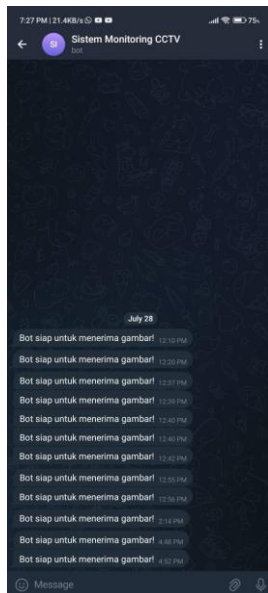 7:27 PM | 21.4KB/s
75%
SI
Sistem Monitoring CCTV
bot
July 28
Bot siap untuk menerima gambar! 12:10 PM
Bot siap untuk menerima gambar! 12:20 PM
Bot siap untuk menerima gambar! 12:37 PM
Bot siap untuk menerima gambar! 12:39 PM
Bot siap untuk menerima gambar! 12:40 PM
Bot siap untuk menerima gambar! 12:40 PM
Bot siap untuk menerima gambar! 12:42 PM
Bot siap untuk menerima gambar! 12:55 PM
Bot siap untuk menerima gambar! 12:56 PM
Bot siap untuk menerima gambar! 2:14 PM
Bot siap untuk menerima gambar! 4:48 PM
Bot siap untuk menerima gambar! 4:52 PM
Message